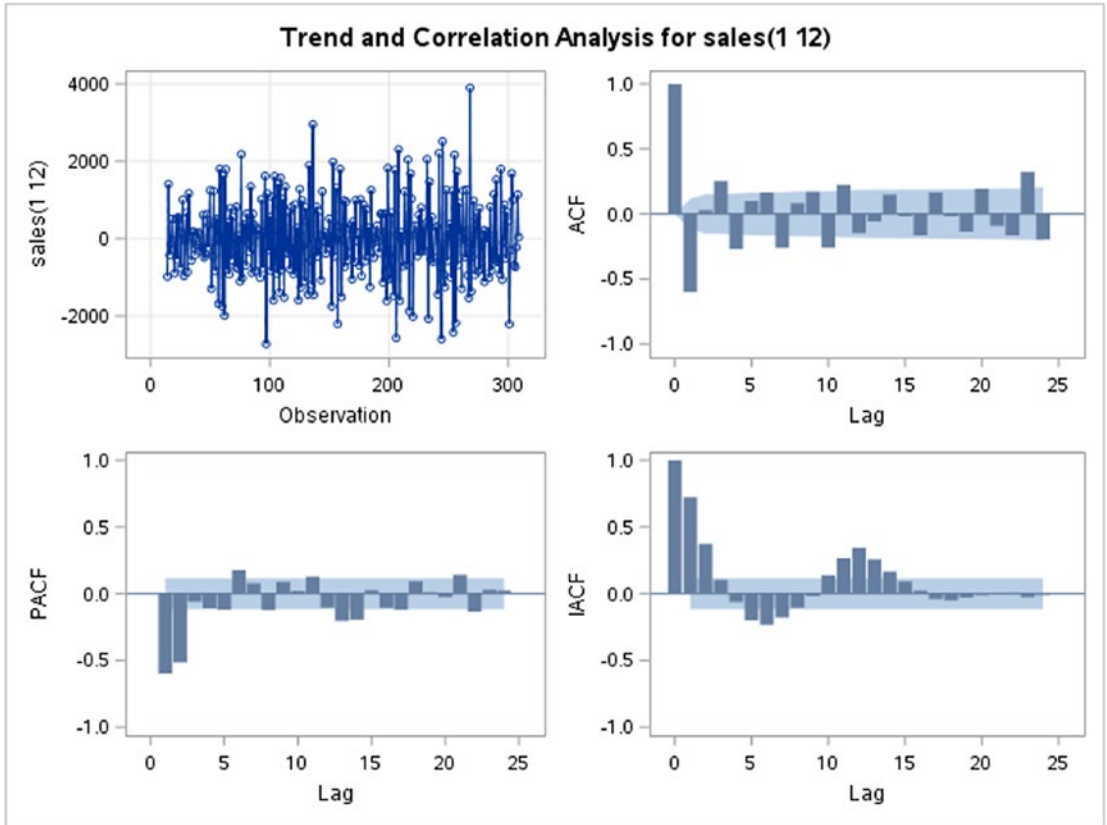 Trend and Correlation Analysis for sales(1 12)
4000
2000
0
-2000
sales(1 12)
0 100 200 300
Observation
1.0
0.5
0.0
-0.5
-1.0
ACF
0 5 10 15 20 25
Lag
1.0
0.5
0.0
-0.5
-1.0
PACF
0 5 10 15 20 25
Lag
1.0
0.5
0.0
-0.5
-1.0
IACF
0 5 10 15 20 25
Lag